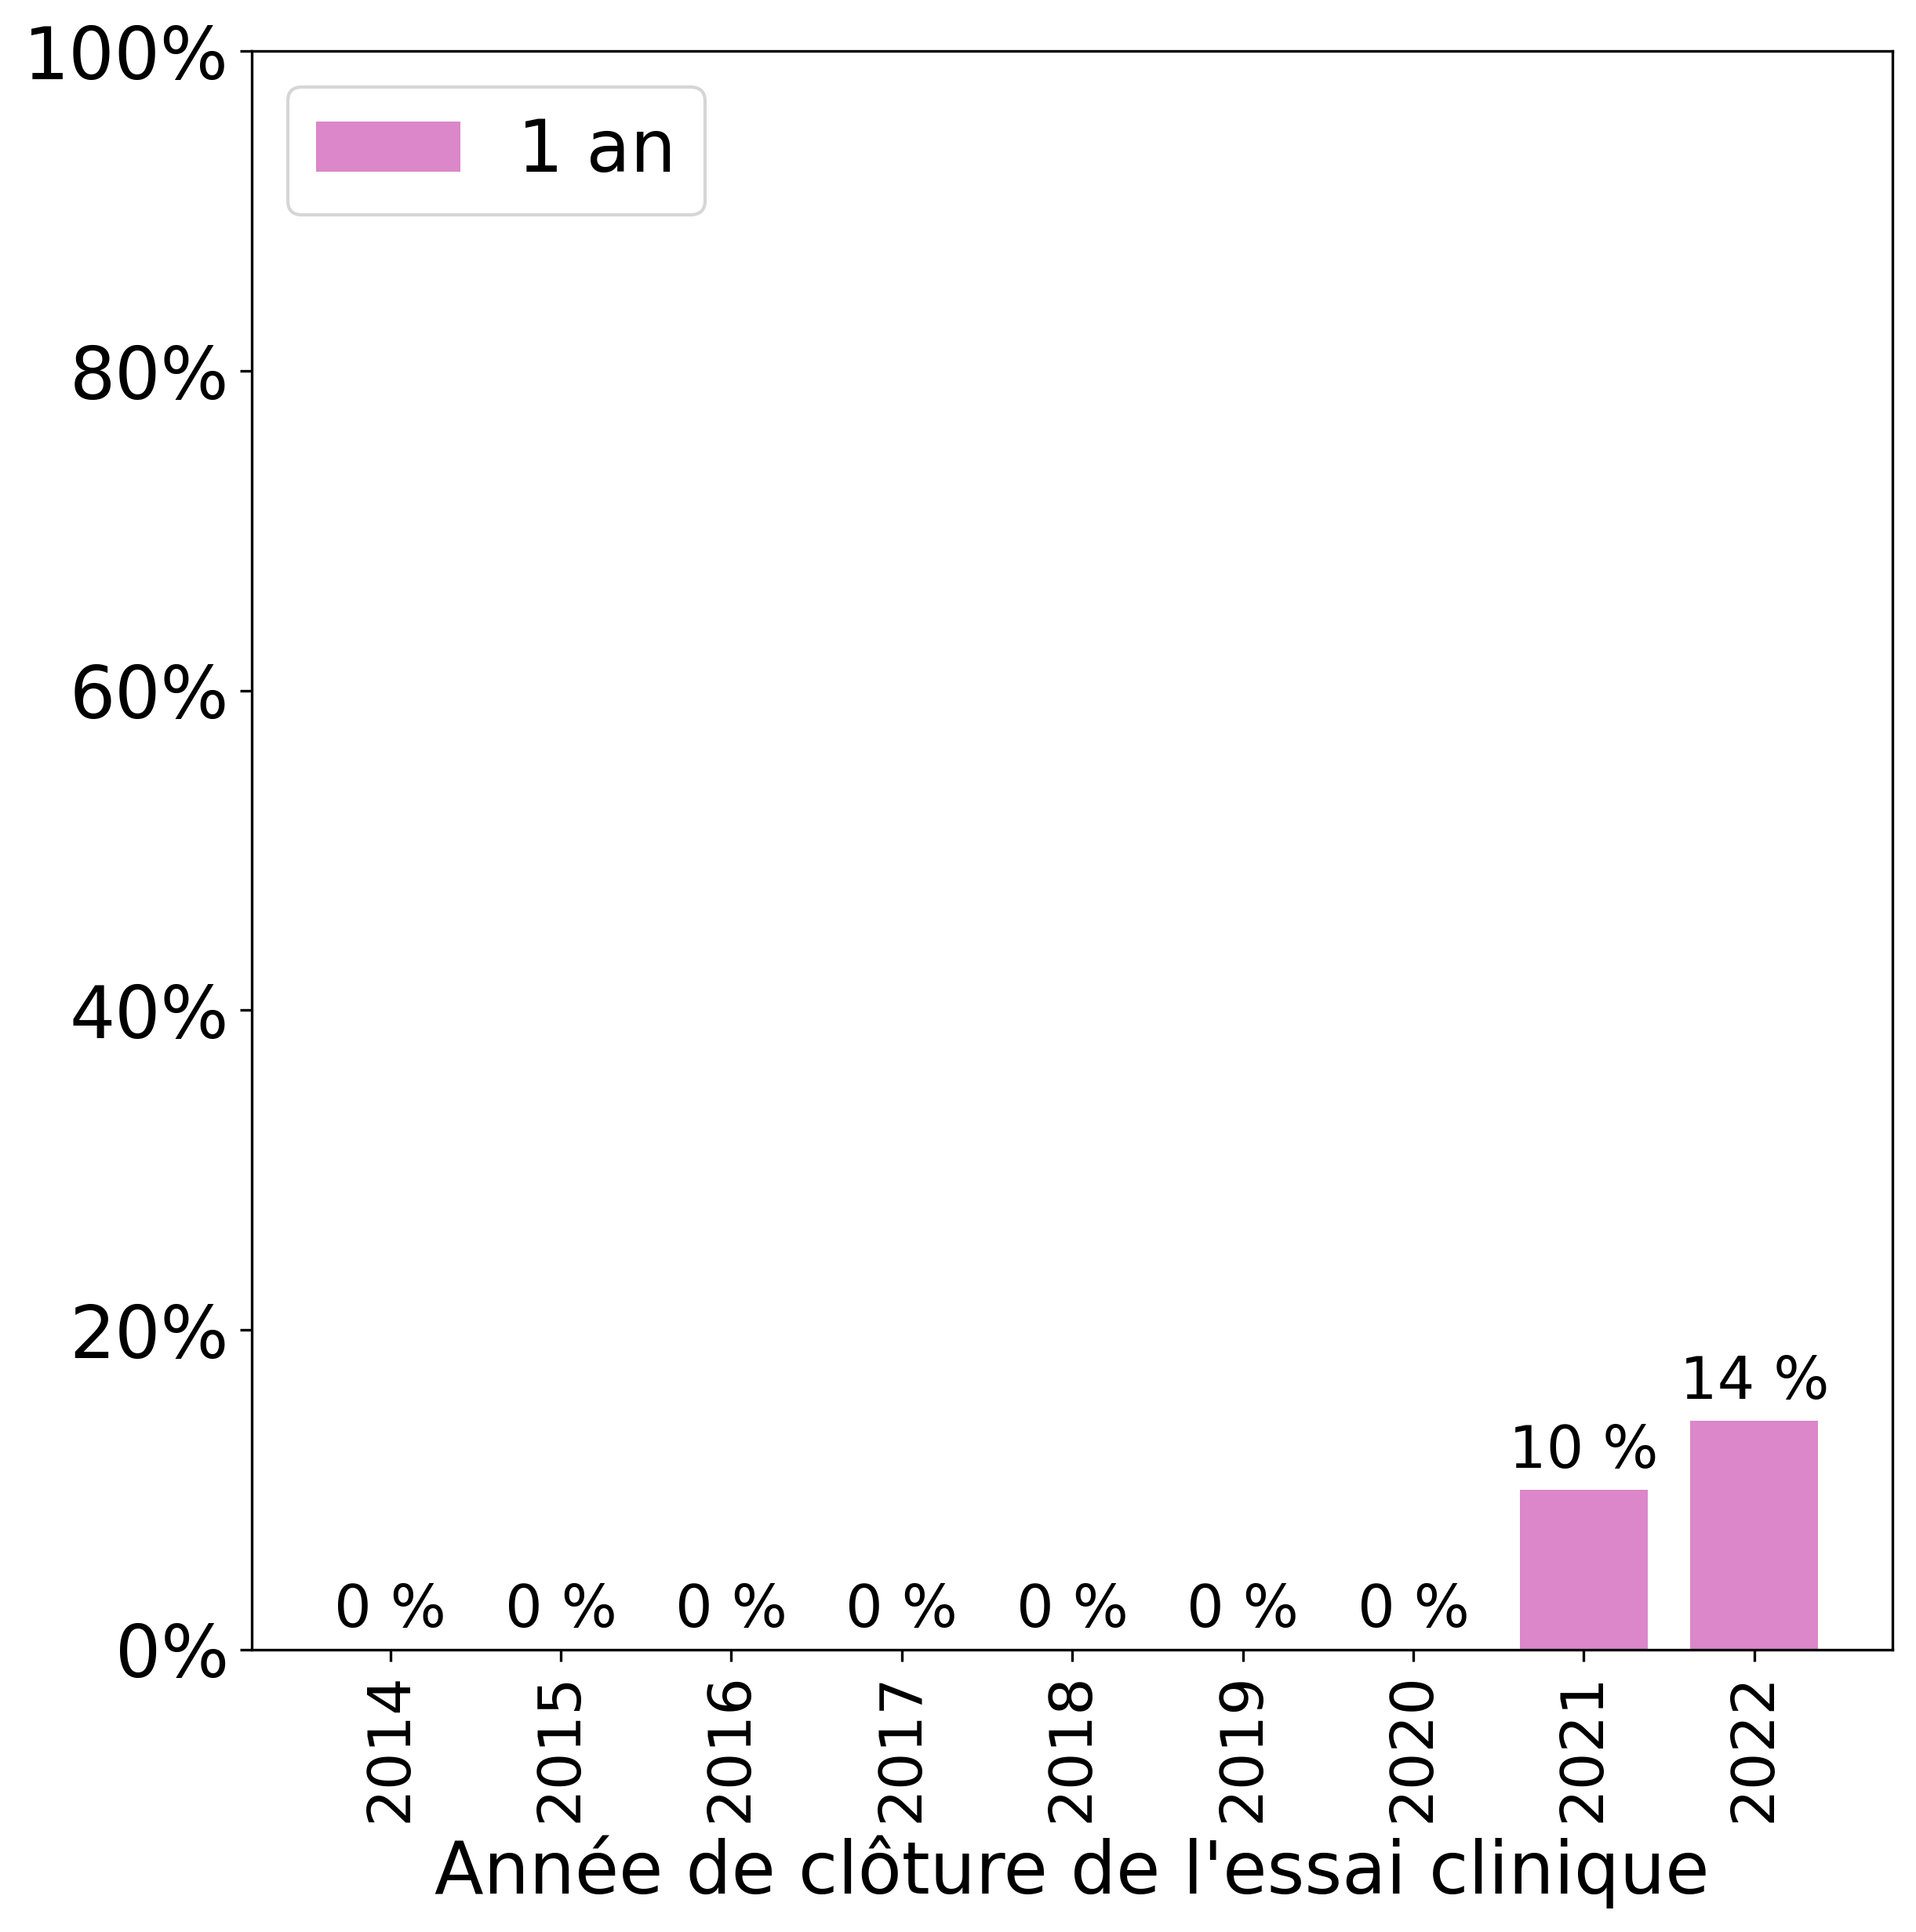 100%
80%
60%
40%
20%
0%
1 an
0 % 0 % 0 % 0 % 0 % 0 % 0 % 10 % 14 %
2014 2015 2016 2017 2018 2019 2020 2021 2022
Année de clôture de l'essai clinique